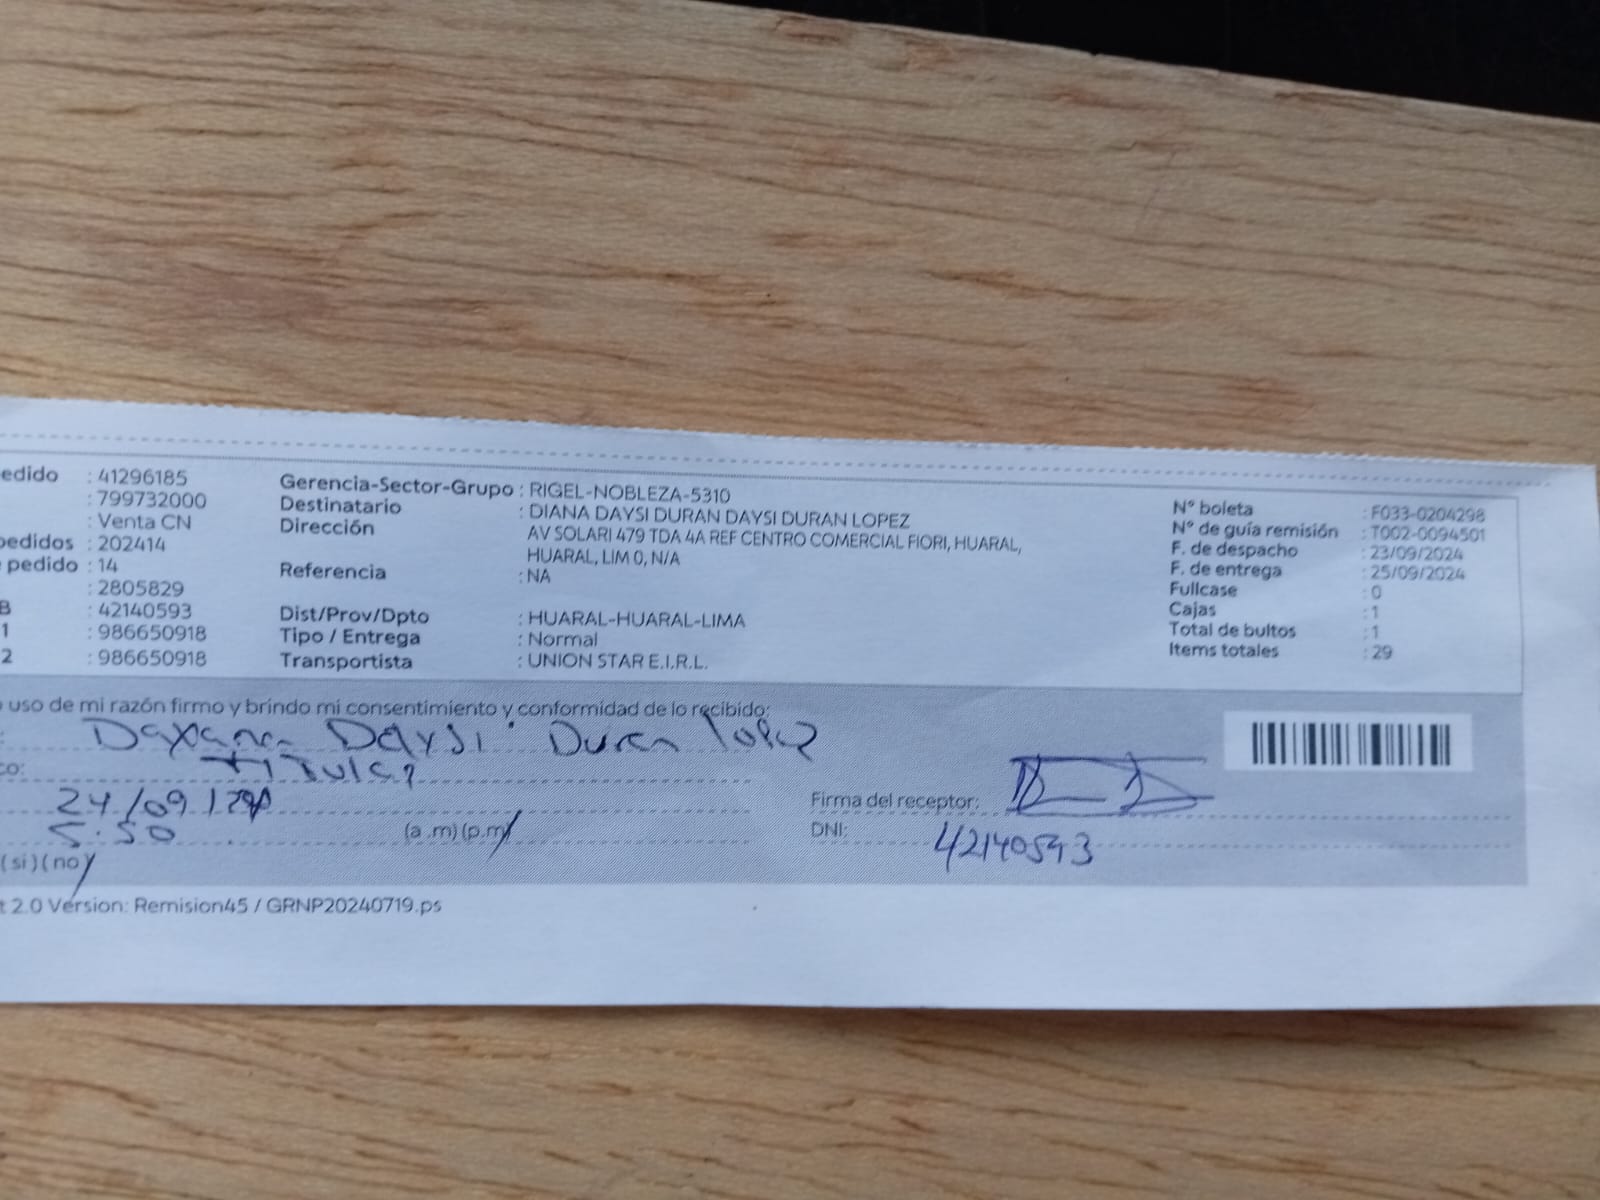 edido : 41296185
: 799732000
: Venta CN
pedidos : 202414
pedido : 14
: 2805829
B : 42140593
1 : 986650918
2 : 986650918
Gerencia-Sector-Grupo : RIGEL-NOBLEZA-5310
Destinatario : DIANA DAYSI DURAN DAYSI DURAN LOPEZ
Dirección AV SOLARI 479 TDA 4A REF CENTRO COMERCIAL FIORI, HUARAL,
HUARAL, LIM 0, N/A
Referencia : NA
Dist/Prov/Dpto : HUARAL-HUARAL-LIMA
Tipo / Entrega : Normal
Transportista : UNION STAR E.I.R.L.
N° boleta : F033-0204298
N° de guía remisión : T002-0094501
F. de despacho : 23/09/2024
F. de entrega : 25/09/2024
Fullcase : 0
Cajas : 1
Total de bultos : 1
Items totales : 29
o uso de mi razón firmo y brindo mi consentimiento y conformidad de lo recibido:
: Daysi Duran Lopez
co: Titular
24/09/
5:50 (a.m) (p.m)
(si) (no)
Firma del receptor:
DNI: 42140593
t 2.0 Version: Remision45 / GRNP20240719.ps